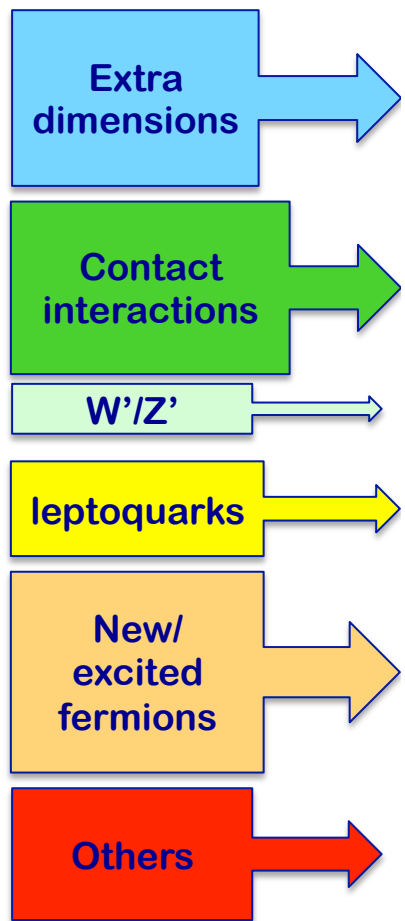 Extra
dimensions
Contact
interactions
W’/Z’
leptoquarks
New/
excited
fermions
Others